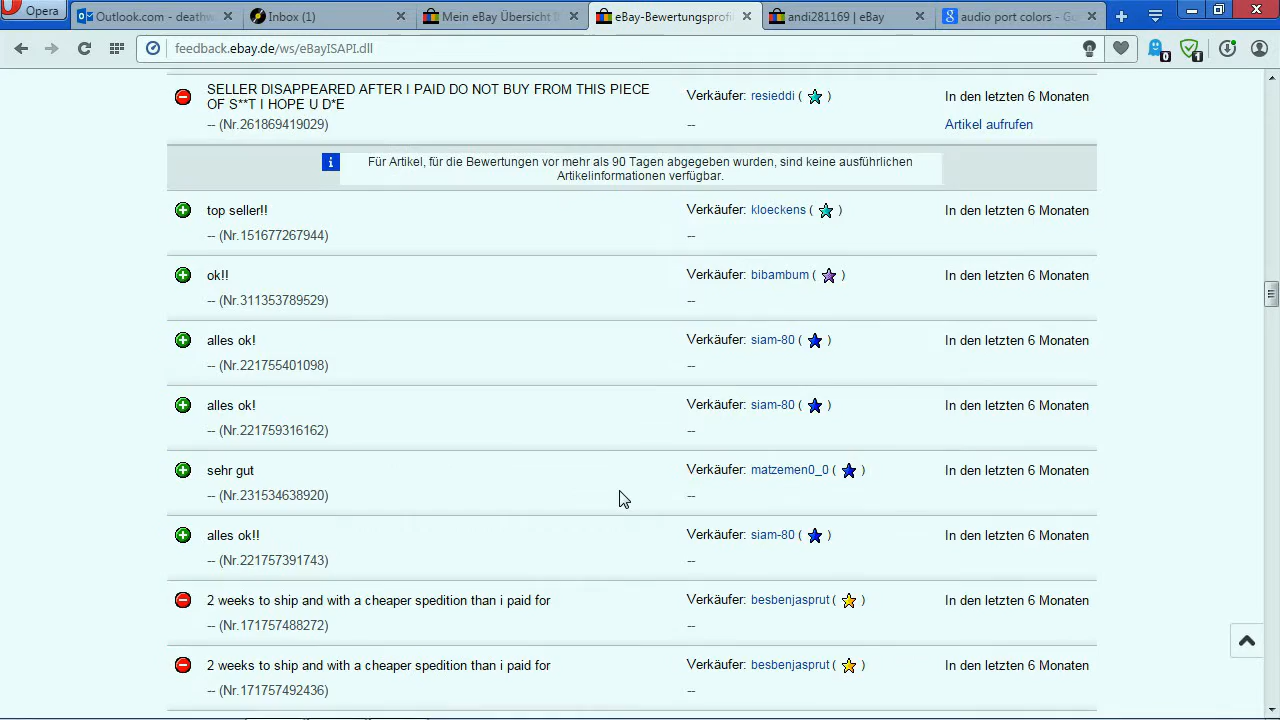 Opera
Outlook.com - deathw
Inbox (1)
Mein eBay Übersicht
eBay-Bewertungsprofi
andi281169 | eBay
audio port colors - Go
feedback.ebay.de/ws/eBayISAPI.dll
0
1
SELLER DISAPPEARED AFTER I PAID DO NOT BUY FROM THIS PIECE
OF S**T I HOPE U D*E
Verkäufer: resieddi ( )
In den letzten 6 Monaten
-- (Nr.261869419029)
--
Artikel aufrufen
Für Artikel, für die Bewertungen vor mehr als 90 Tagen abgegeben wurden, sind keine ausführlichen
Artikelinformationen verfügbar.
top seller!!
Verkäufer: kloeckens ( )
In den letzten 6 Monaten
-- (Nr.151677267944)
--
ok!!
Verkäufer: bibambum ( )
In den letzten 6 Monaten
-- (Nr.311353789529)
--
alles ok!
Verkäufer: siam-80 ( )
In den letzten 6 Monaten
-- (Nr.221755401098)
--
alles ok!
Verkäufer: siam-80 ( )
In den letzten 6 Monaten
-- (Nr.221759316162)
--
sehr gut
Verkäufer: matzemen0_0 ( )
In den letzten 6 Monaten
-- (Nr.231534638920)
--
alles ok!!
Verkäufer: siam-80 ( )
In den letzten 6 Monaten
-- (Nr.221757391743)
--
2 weeks to ship and with a cheaper spedition than i paid for
Verkäufer: besbenjasprut ( )
In den letzten 6 Monaten
-- (Nr.171757488272)
--
2 weeks to ship and with a cheaper spedition than i paid for
Verkäufer: besbenjasprut ( )
In den letzten 6 Monaten
-- (Nr.171757492436)
--